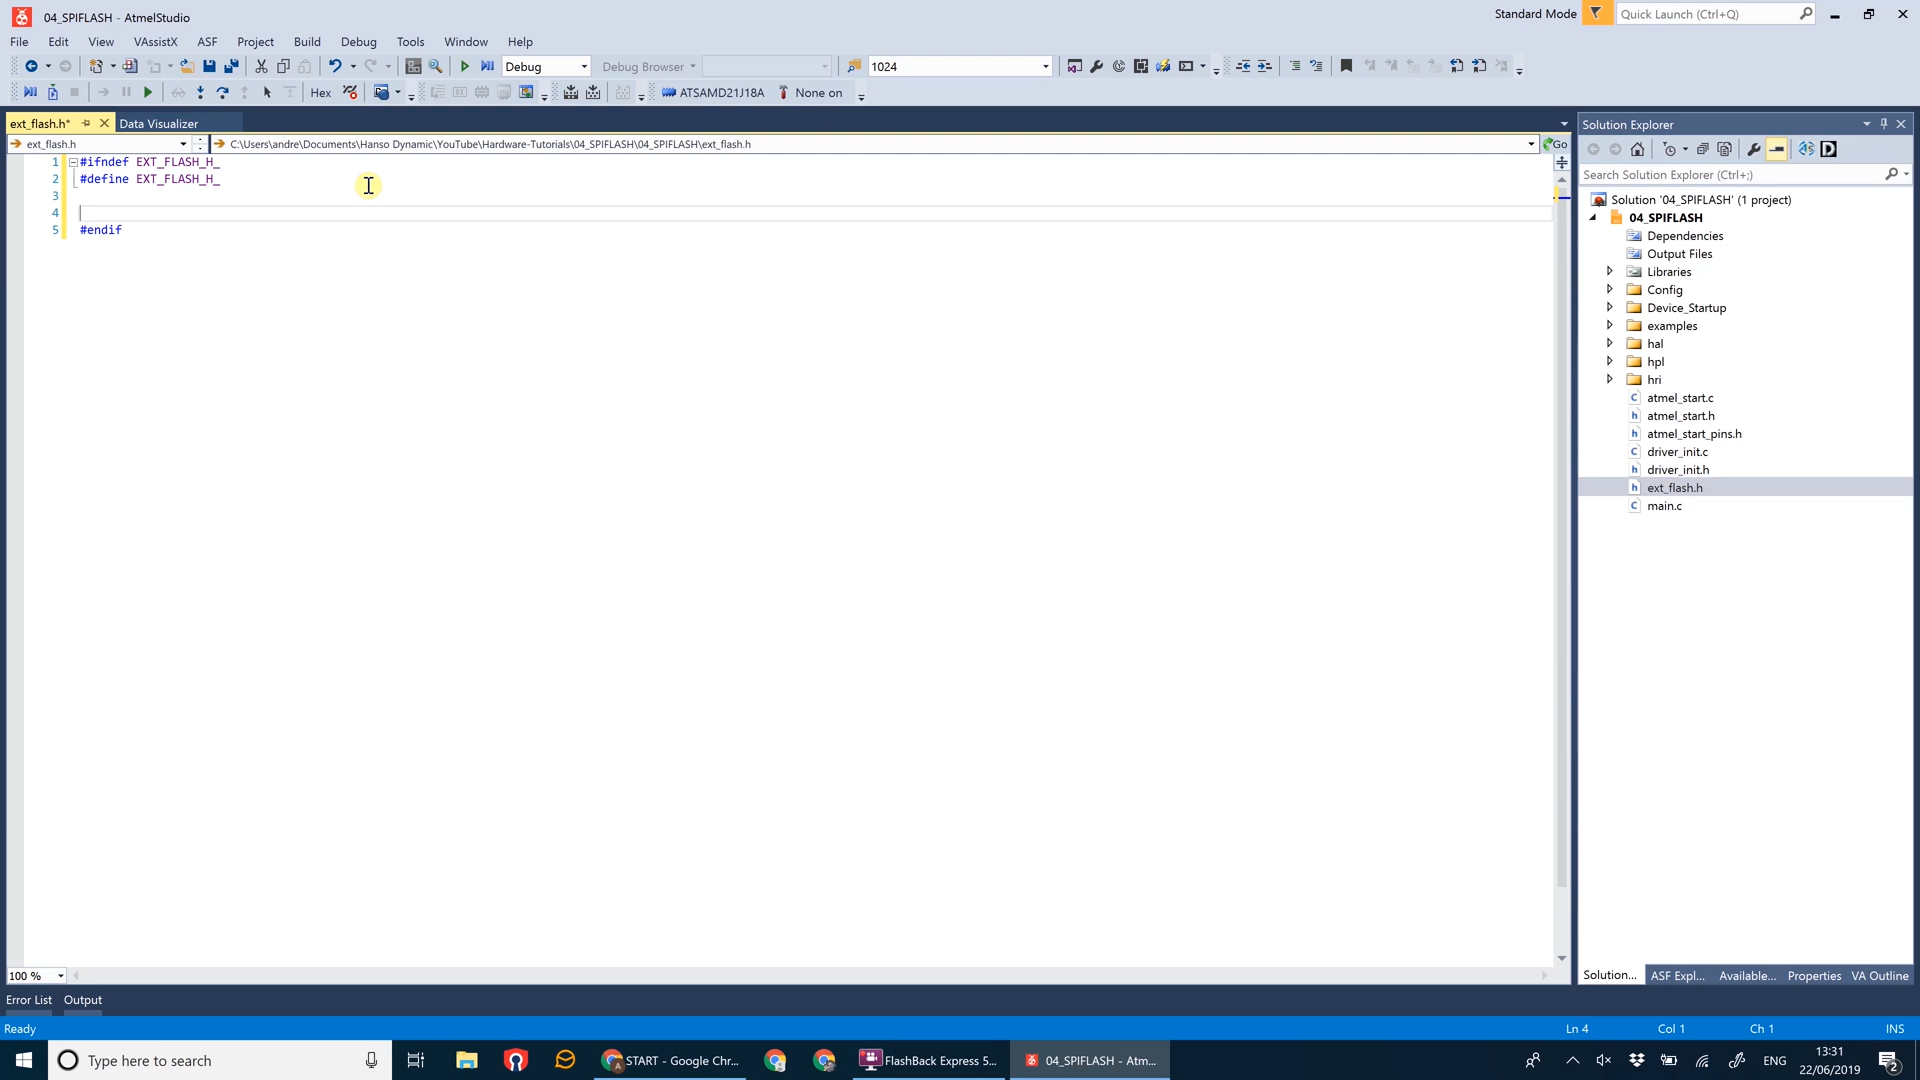 04_SPIFLASH - AtmelStudio
Standard Mode
Quick Launch (Ctrl+Q)
File Edit View VAssistX ASF Project Build Debug Tools Window Help
Debug
Debug Browser
1024
Hex
ATSAMD21J18A
None on
ext_flash.h*
Data Visualizer
ext_flash.h
C:\Users\andre\Documents\Hanso Dynamic\YouTube\Hardware-Tutorials\04_SPIFLASH\04_SPIFLASH\ext_flash.h
Go
1 #ifndef EXT_FLASH_H_
2 #define EXT_FLASH_H_
3
4
5 #endif
Solution Explorer
Search Solution Explorer (Ctrl+;)
Solution '04_SPIFLASH' (1 project)
04_SPIFLASH
Dependencies
Output Files
Libraries
Config
Device_Startup
examples
hal
hpl
hri
atmel_start.c
atmel_start.h
atmel_start_pins.h
driver_init.c
driver_init.h
ext_flash.h
main.c
100 %
Solution... ASF Expl... Available... Properties VA Outline
Error List Output
Ready
Ln 4 Col 1 Ch 1 INS
Type here to search
START - Google Chr...
FlashBack Express 5...
04_SPIFLASH - Atm...
ENG
13:31
22/06/2019
2